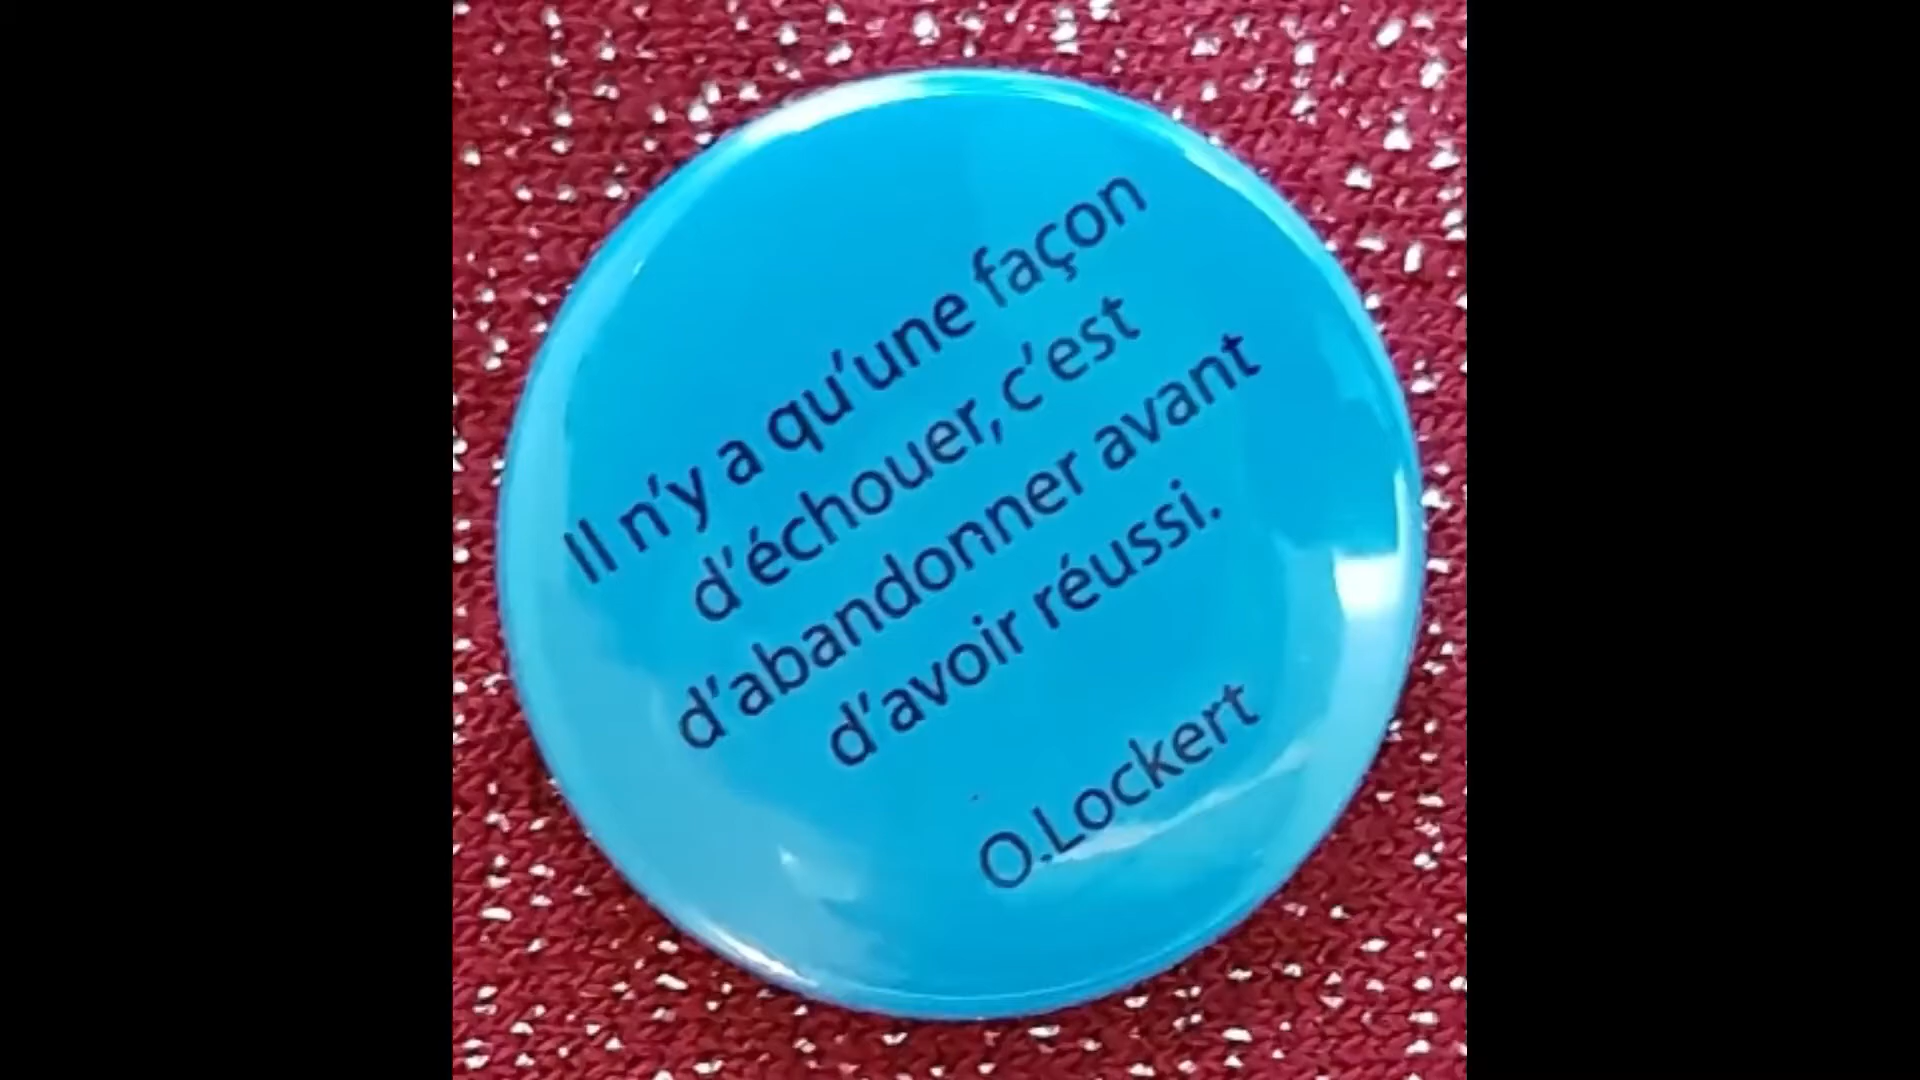 Il n'y a qu'une façon
d'échouer, c'est
d'abandonner avant
d'avoir réussi.
O.Lockert